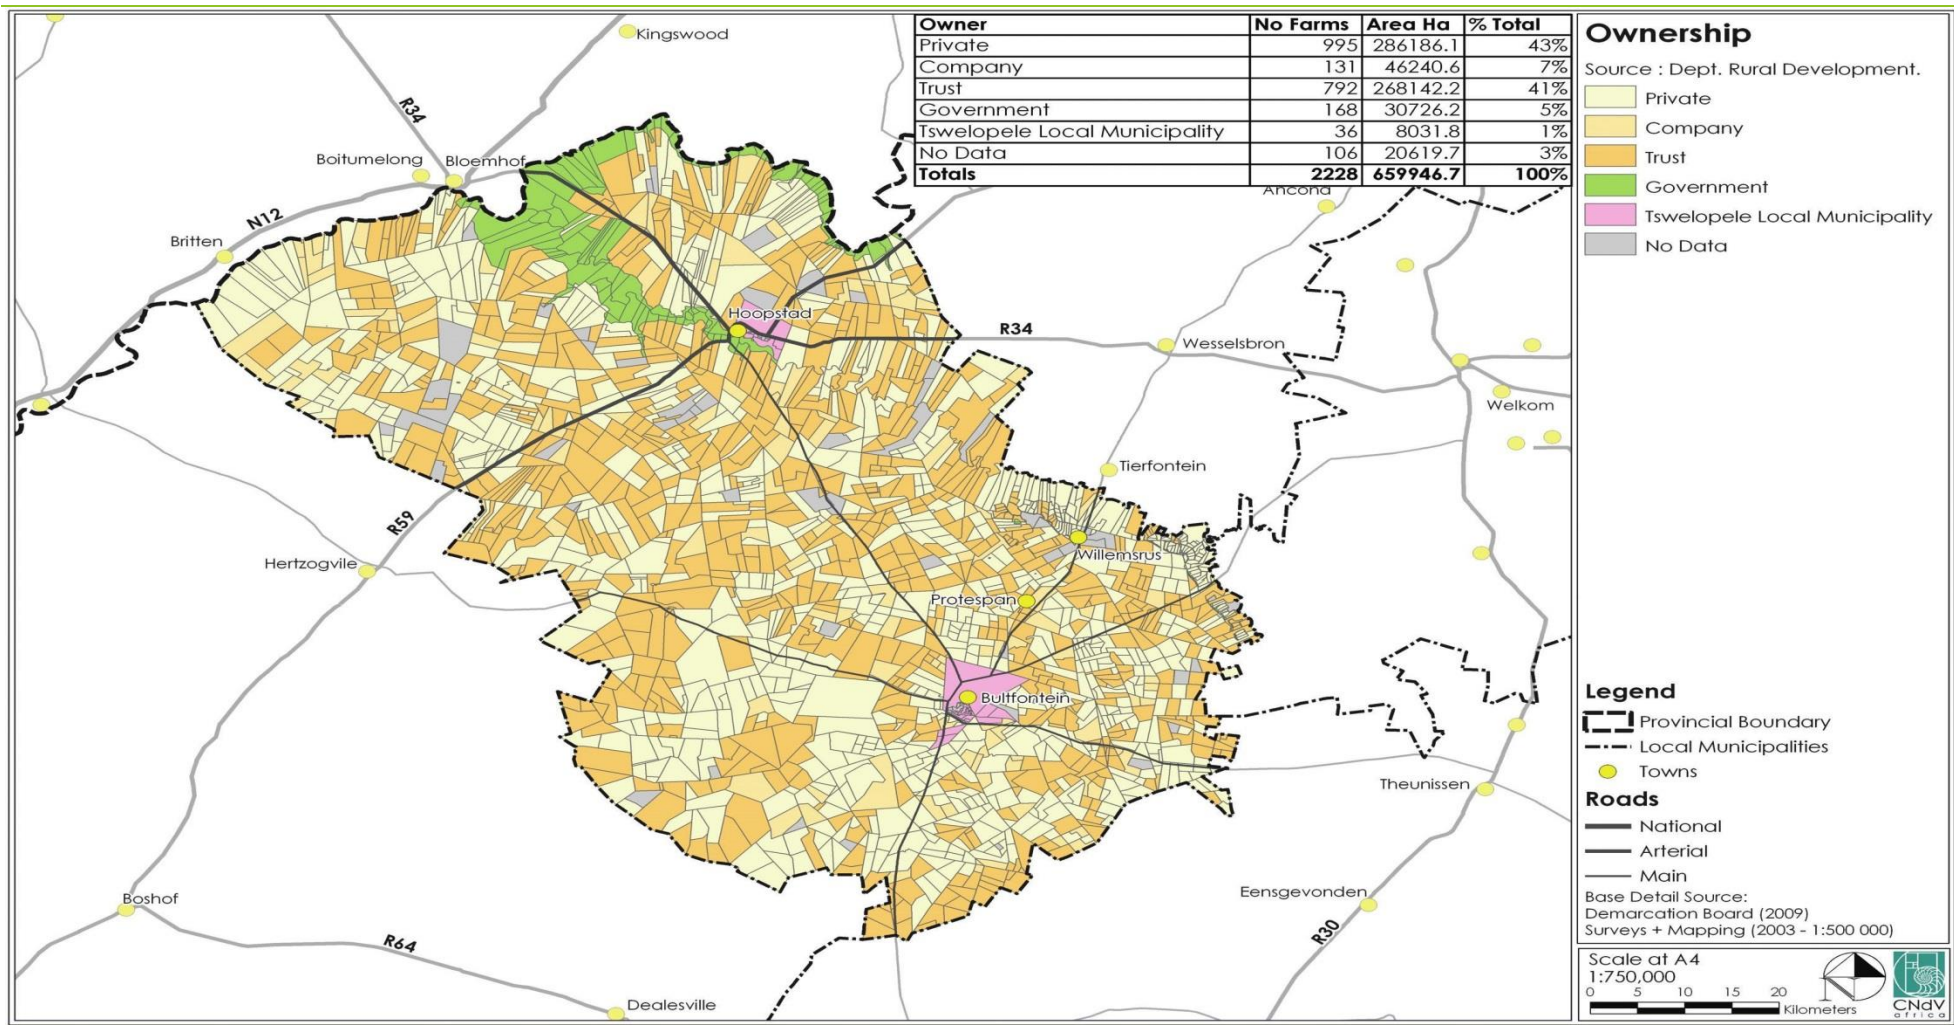 Owner No Farms Area Ha % Total
Private 995 286186.1 43%
Company 131 46240.6 7%
Trust 792 268142.2 41%
Government 168 30726.2 5%
Tswelopele Local Municipality 36 8031.8 1%
No Data 106 20619.7 3%
Totals 2228 659946.7 100%
Kingswood
R34
Boitumelong
Bloemhof
N12
Britten
Ancona
Hoopstad
R34
Wesselsbron
Welkom
Tierfontein
R59
Hertzogvile
Willemsrus
Protespan
Bultfontein
Theunissen
Boshof
Eensgevonden
R64
R30
Dealesville
Ownership
Source : Dept. Rural Development.
Private
Company
Trust
Government
Tswelopele Local Municipality
No Data
Legend
Provincial Boundary
Local Municipalities
Towns
Roads
National
Arterial
Main
Base Detail Source:
Demarcation Board (2009)
Surveys + Mapping (2003 - 1:500 000)
Scale at A4
1:750,000
0 5 10 15 20
Kilometers
CNdV
africa